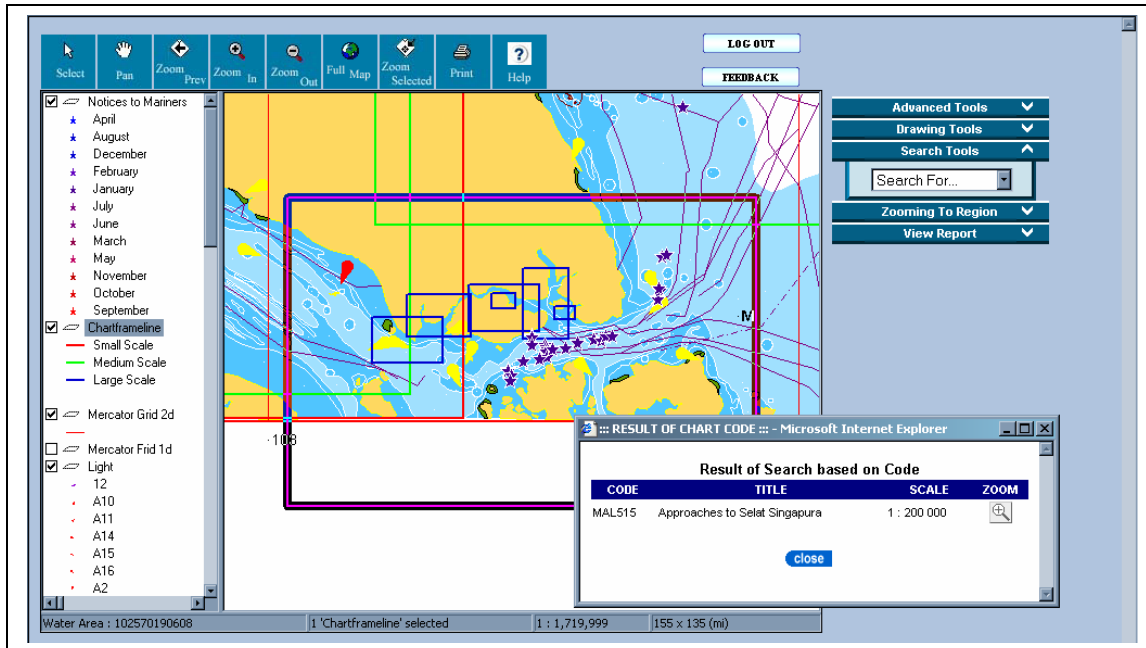 LOG OUT
Select Pan Zoom Prev Zoom In Zoom Out Full Map Zoom Selected Print Help
FEEDBACK
Notices to Mariners
April
August
December
February
January
July
June
March
May
November
October
September
Chartframeline
Small Scale
Medium Scale
Large Scale
Mercator Grid 2d
Mercator Frid 1d
Light
12
A10
A11
A14
A15
A16
A2
M
Advanced Tools
Drawing Tools
Search Tools
Search For...
Zooming To Region
View Report
::: RESULT OF CHART CODE ::: - Microsoft Internet Explorer
Result of Search based on Code
CODE TITLE SCALE ZOOM
MAL515 Approaches to Selat Singapura 1 : 200 000
close
Water Area : 102570190608 1 'Chartframeline' selected 1 : 1,719,999 155 x 135 (mi)